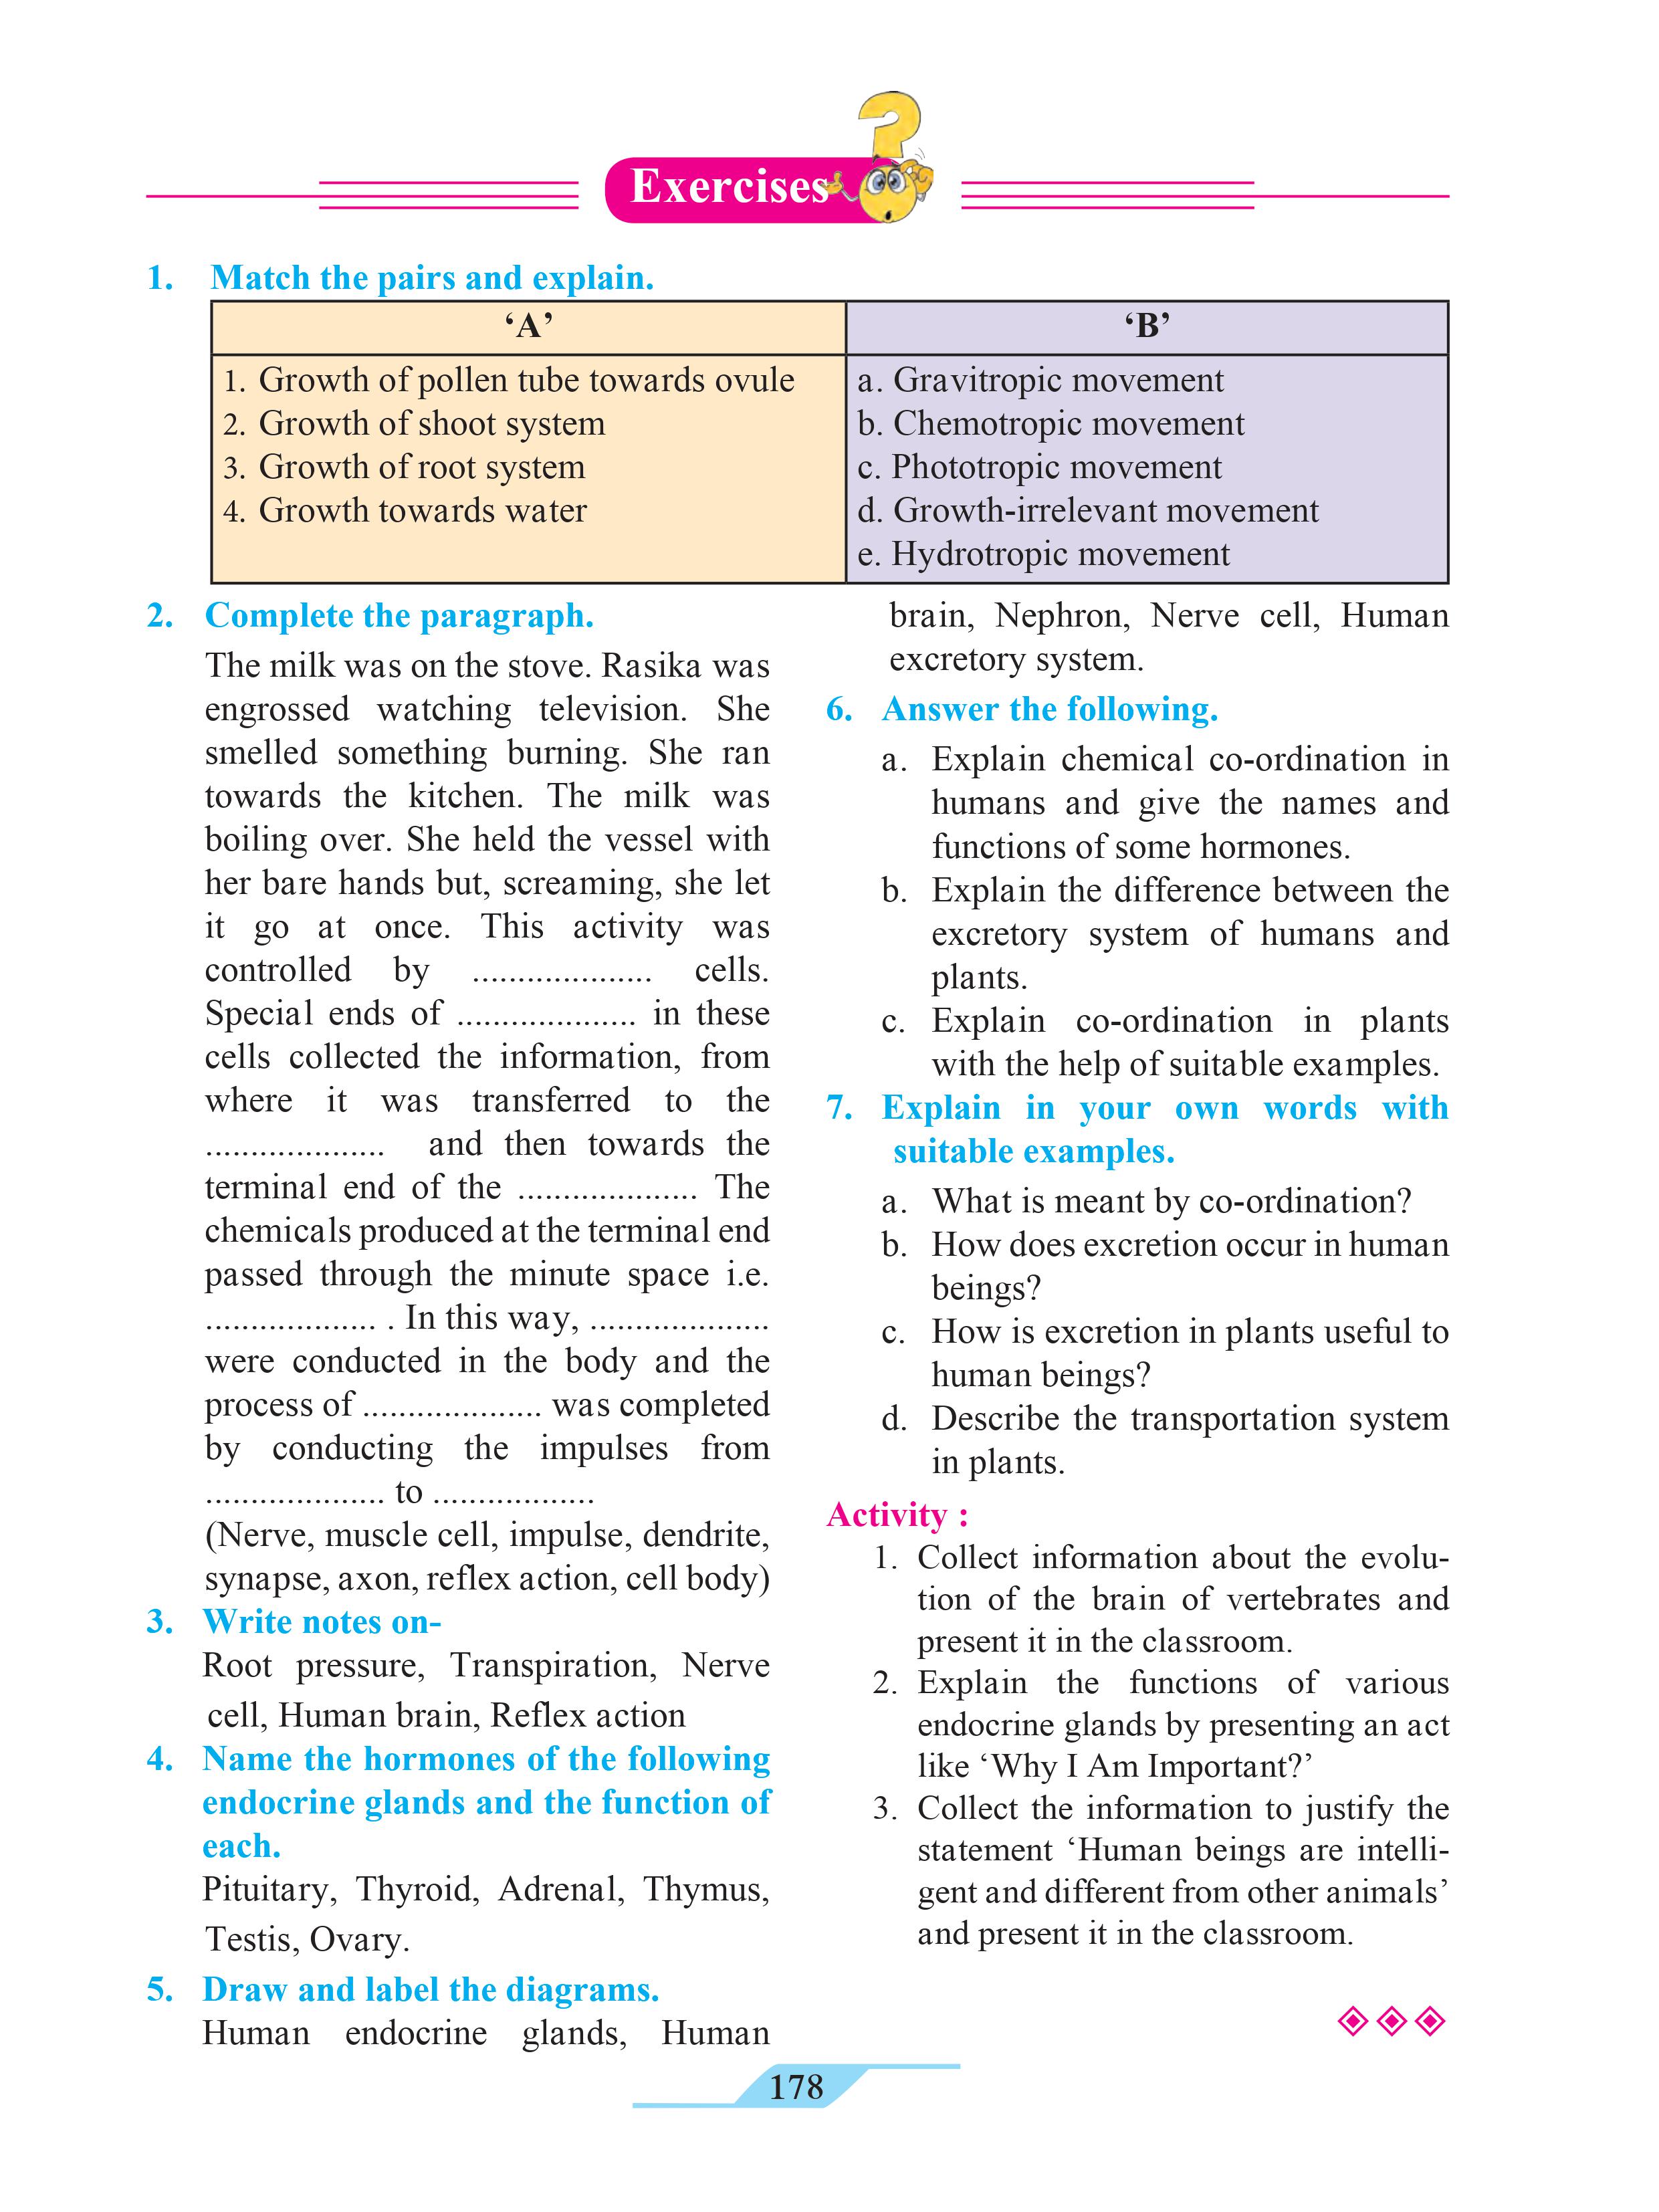 Exercises
1. Match the pairs and explain.
‘A’
‘B’
1. Growth of pollen tube towards ovule
2. Growth of shoot system
3. Growth of root system
4. Growth towards water
a. Gravitropic movement
b. Chemotropic movement
c. Phototropic movement
d. Growth-irrelevant movement
e. Hydrotropic movement
2. Complete the paragraph.
The milk was on the stove. Rasika was
engrossed watching television. She
smelled something burning. She ran
towards the kitchen. The milk was
boiling over. She held the vessel with
her bare hands but, screaming, she let
it go at once. This activity was
controlled by .................... cells.
Special ends of .................... in these
cells collected the information, from
where it was transferred to the
.................... and then towards the
terminal end of the .................... The
chemicals produced at the terminal end
passed through the minute space i.e.
................... . In this way, ....................
were conducted in the body and the
process of .................... was completed
by conducting the impulses from
.................... to ..................
(Nerve, muscle cell, impulse, dendrite,
synapse, axon, reflex action, cell body)
3. Write notes on-
Root pressure, Transpiration, Nerve
cell, Human brain, Reflex action
4. Name the hormones of the following
endocrine glands and the function of
each.
Pituitary, Thyroid, Adrenal, Thymus,
Testis, Ovary.
5. Draw and label the diagrams.
Human endocrine glands, Human
brain, Nephron, Nerve cell, Human
excretory system.
6. Answer the following.
a. Explain chemical co-ordination in
humans and give the names and
functions of some hormones.
b. Explain the difference between the
excretory system of humans and
plants.
c. Explain co-ordination in plants
with the help of suitable examples.
7. Explain in your own words with
suitable examples.
a. What is meant by co-ordination?
b. How does excretion occur in human
beings?
c. How is excretion in plants useful to
human beings?
d. Describe the transportation system
in plants.
Activity :
1. Collect information about the evolu-
tion of the brain of vertebrates and
present it in the classroom.
2. Explain the functions of various
endocrine glands by presenting an act
like ‘Why I Am Important?’
3. Collect the information to justify the
statement ‘Human beings are intelli-
gent and different from other animals’
and present it in the classroom.
178